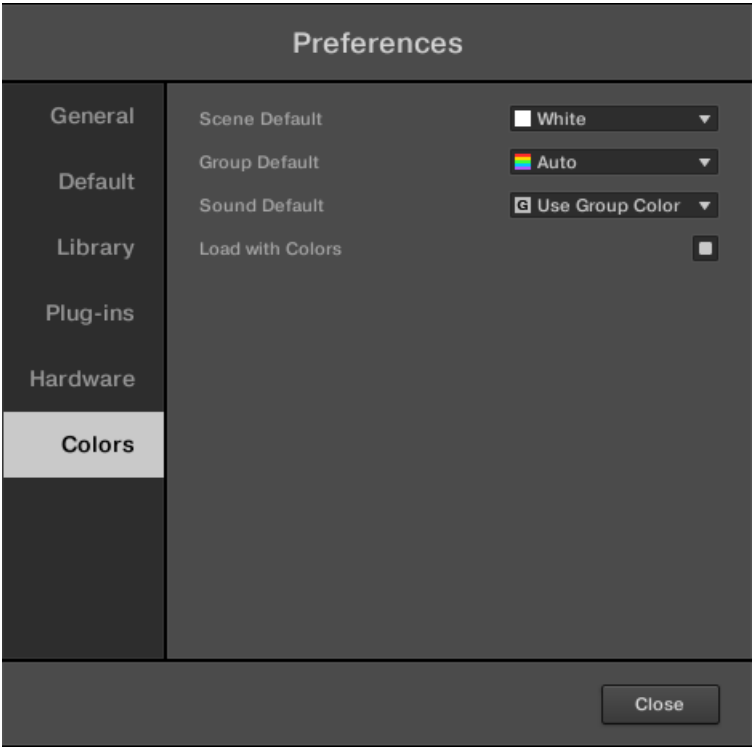 Preferences
General
Default
Library
Plug-ins
Hardware
Colors
Scene Default White
Group Default Auto
Sound Default G Use Group Color
Load with Colors
Close